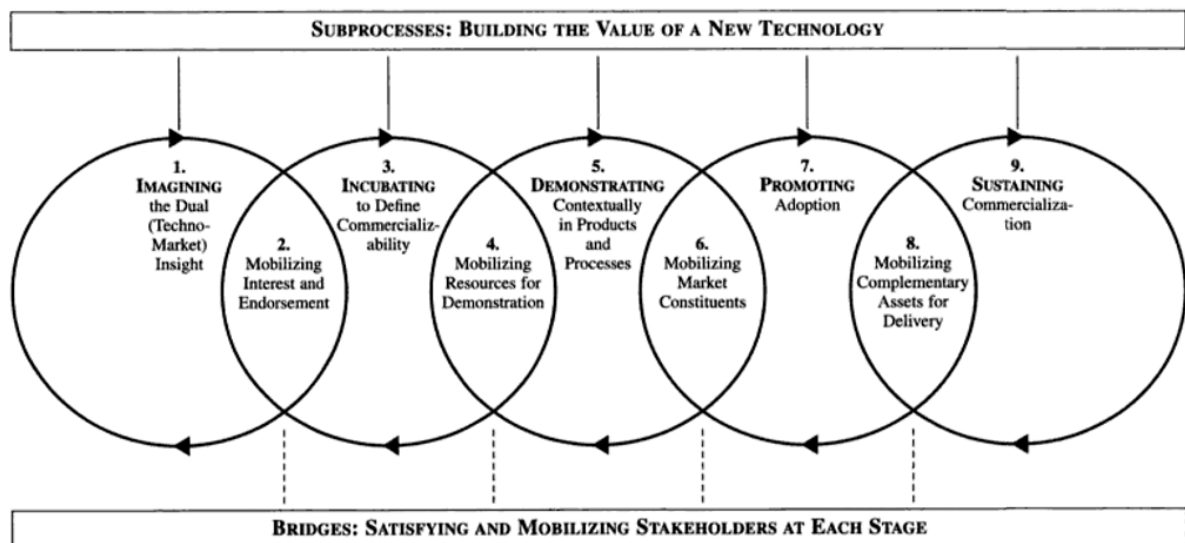 SUBPROCESSES: BUILDING THE VALUE OF A NEW TECHNOLOGY
1.
IMAGINING
the Dual
(Techno-
Market)
Insight
2.
Mobilizing
Interest and
Endorsement
3.
INCUBATING
to Define
Commercializ-
ability
4.
Mobilizing
Resources for
Demonstration
5.
DEMONSTRATING
Contextually
in Products
and
Processes
6.
Mobilizing
Market
Constituents
7.
PROMOTING
Adoption
8.
Mobilizing
Complementary
Assets for
Delivery
9.
SUSTAINING
Commercializa-
tion
BRIDGES: SATISFYING AND MOBILIZING STAKEHOLDERS AT EACH STAGE